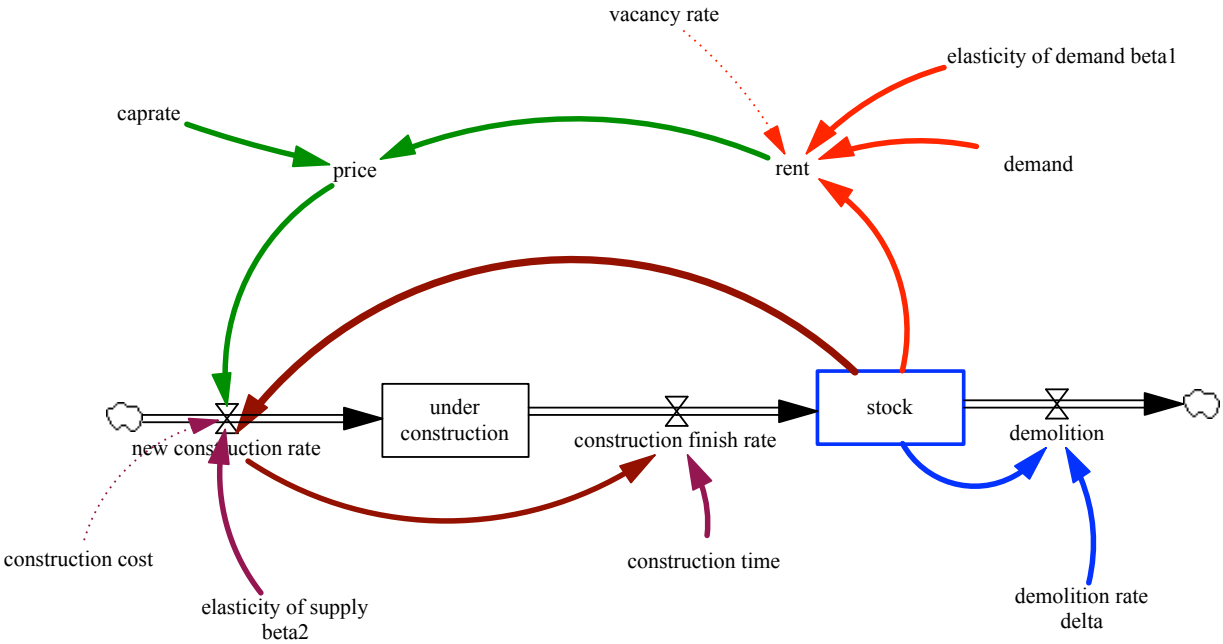 vacancy rate
elasticity of demand beta1
caprate
price
rent
demand
under
construction
stock
new construction rate
construction finish rate
demolition
construction cost
construction time
elasticity of supply
beta2
demolition rate
delta